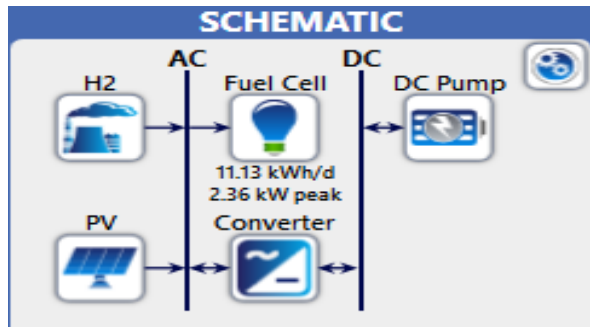 SCHEMATIC
AC DC
H2 Fuel Cell DC Pump
11.13 kWh/d
2.36 kW peak
PV Converter